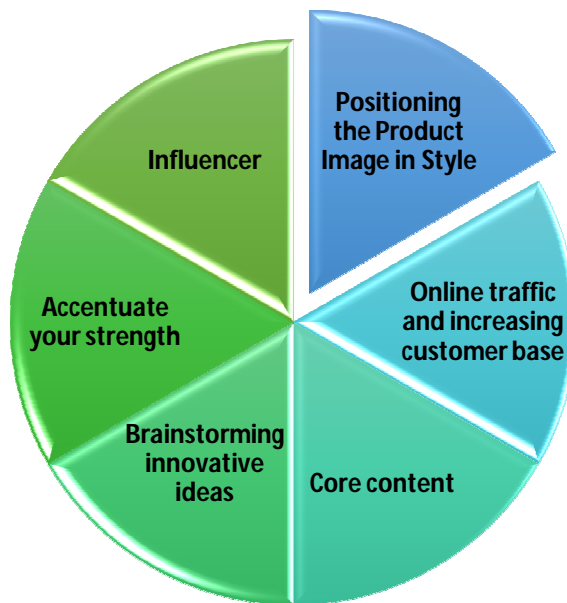 Positioning
the Product
Image in Style
Online traffic
and increasing
customer base
Core content
Brainstorming
innovative
ideas
Accentuate
your strength
Influencer